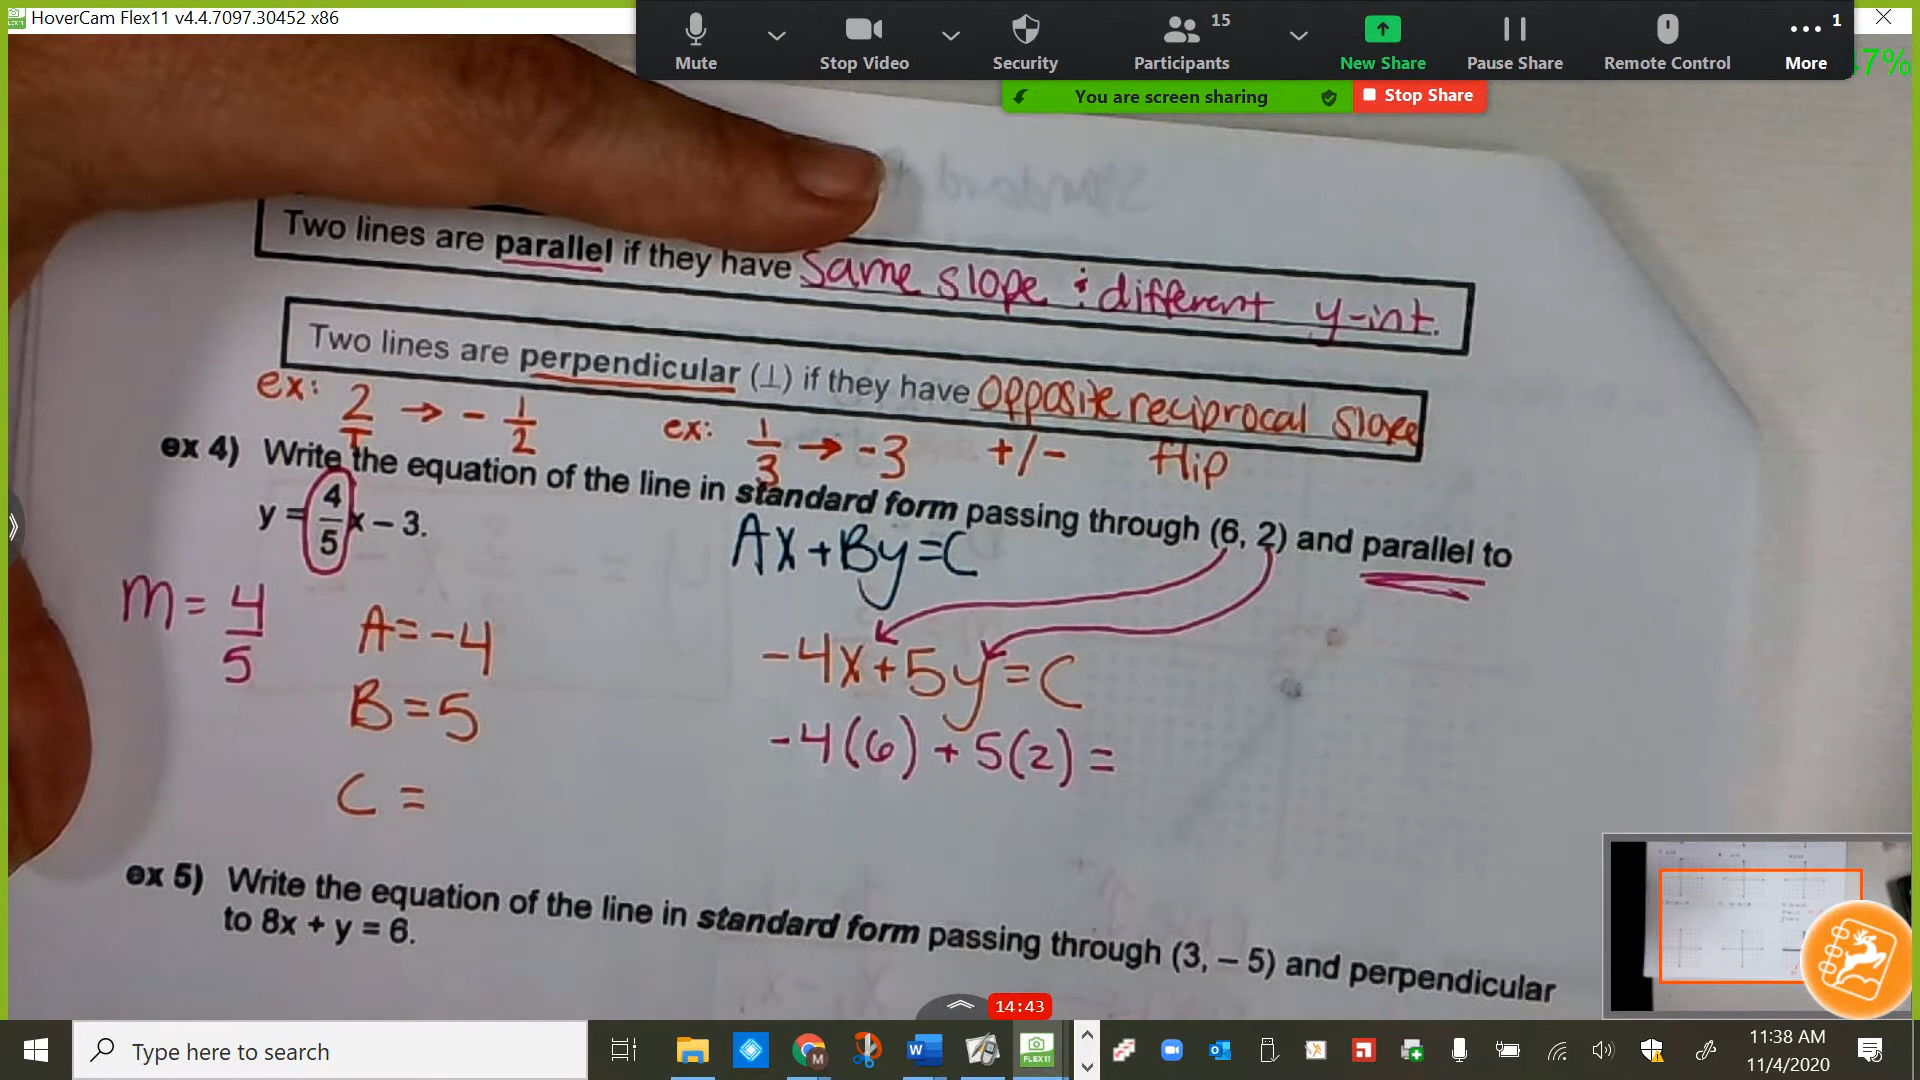 HoverCam Flex11 v4.4.7097.30452 x86
Mute
Stop Video
Security
15
Participants
New Share
Pause Share
Remote Control
1
More
47%
You are screen sharing
Stop Share
Standard
Two lines are parallel if they have same slope & different y-int.
Two lines are perpendicular (⊥) if they have opposite reciprocal slope
ex: 2/1 → - 1/2 ex: 1/3 → -3 +/- flip
ex 4) Write the equation of the line in standard form passing through (6, 2) and parallel to
y = 4/5 x – 3.
Ax+By=C
m = 4/5
A= -4
-4x+5y=C
B=5
-4(6) + 5(2) =
C =
ex 5) Write the equation of the line in standard form passing through (3, – 5) and perpendicular
to 8x + y = 6.
14:43
Type here to search
FLEX11
11:38 AM
11/4/2020